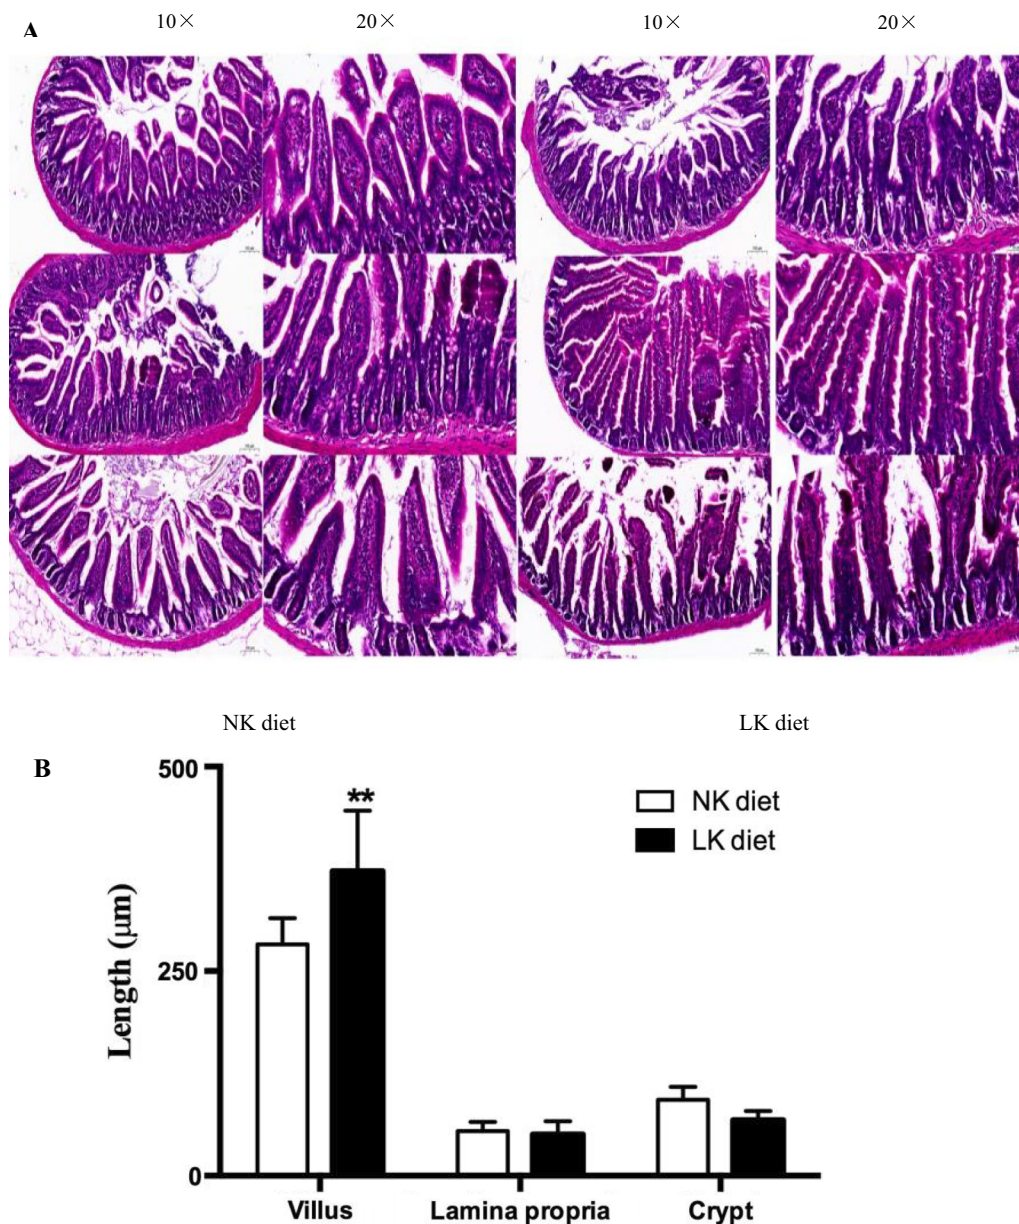 A
10× 20× 10× 20×
NK diet LK diet
B
500
250
0
Length (μm)
**
NK diet
LK diet
Villus Lamina propria Crypt